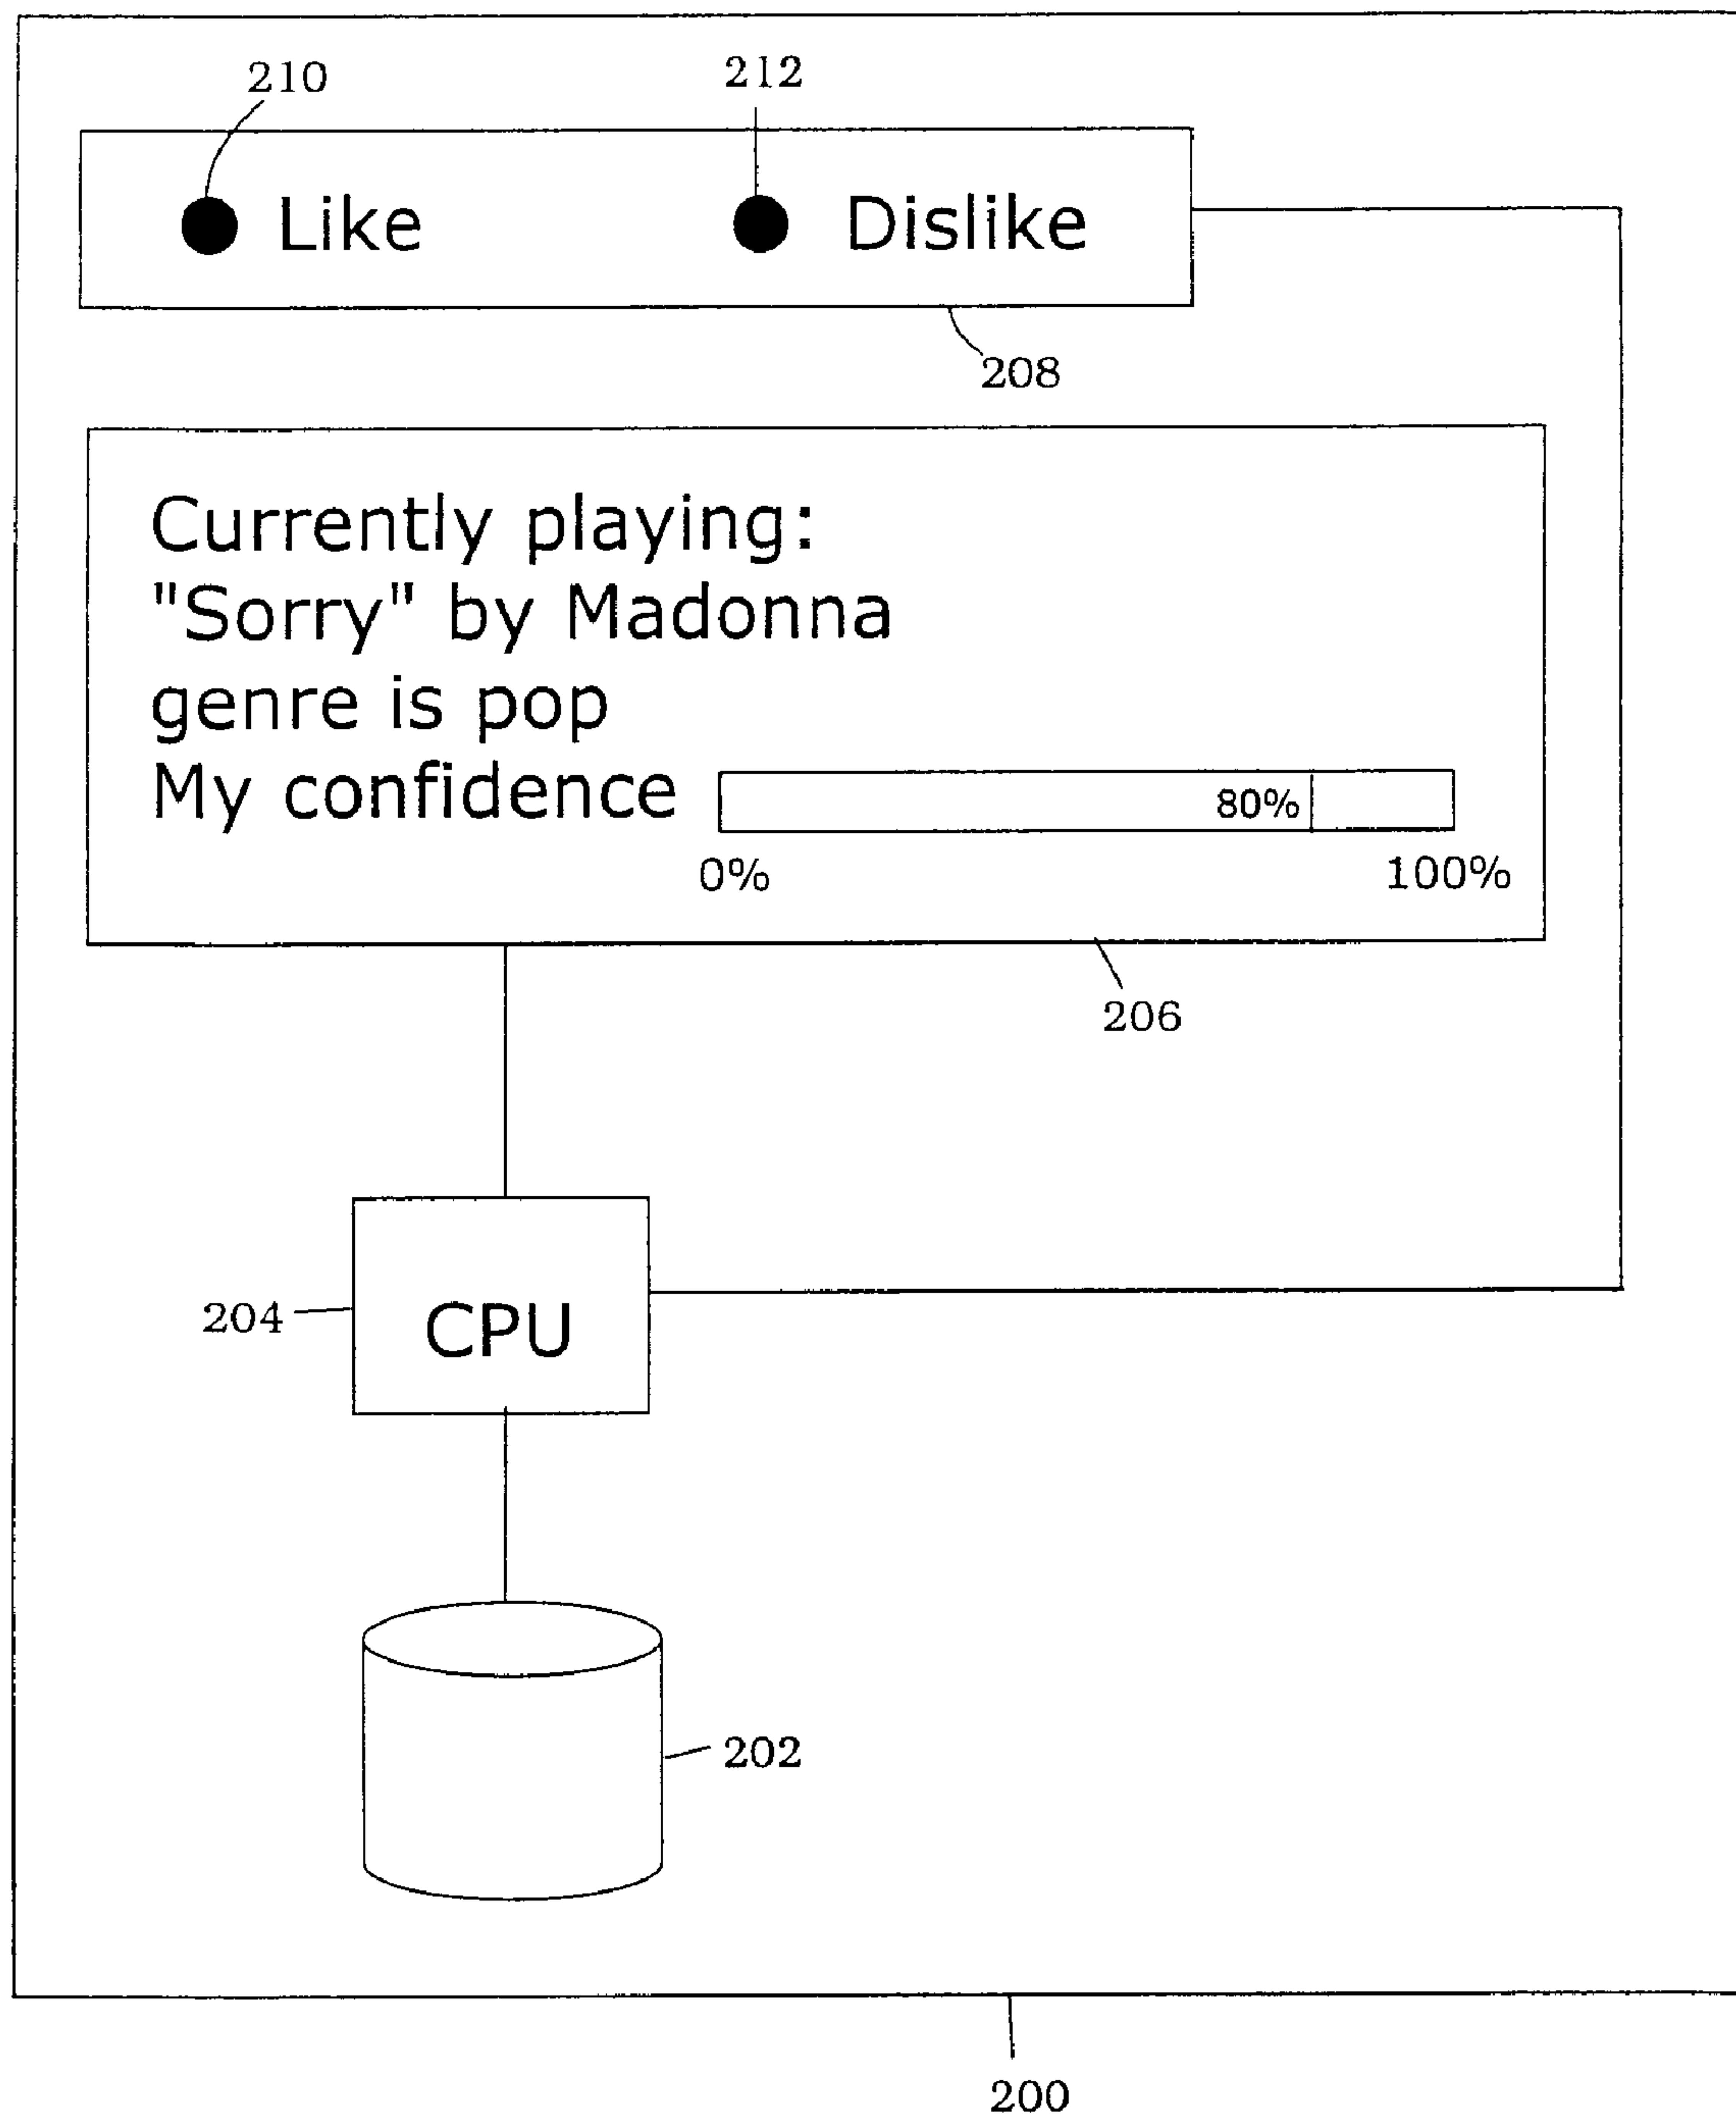 210
212
Like
Dislike
208
Currently playing:
"Sorry" by Madonna
genre is pop
My confidence
80%
0%
100%
206
204
CPU
202
200